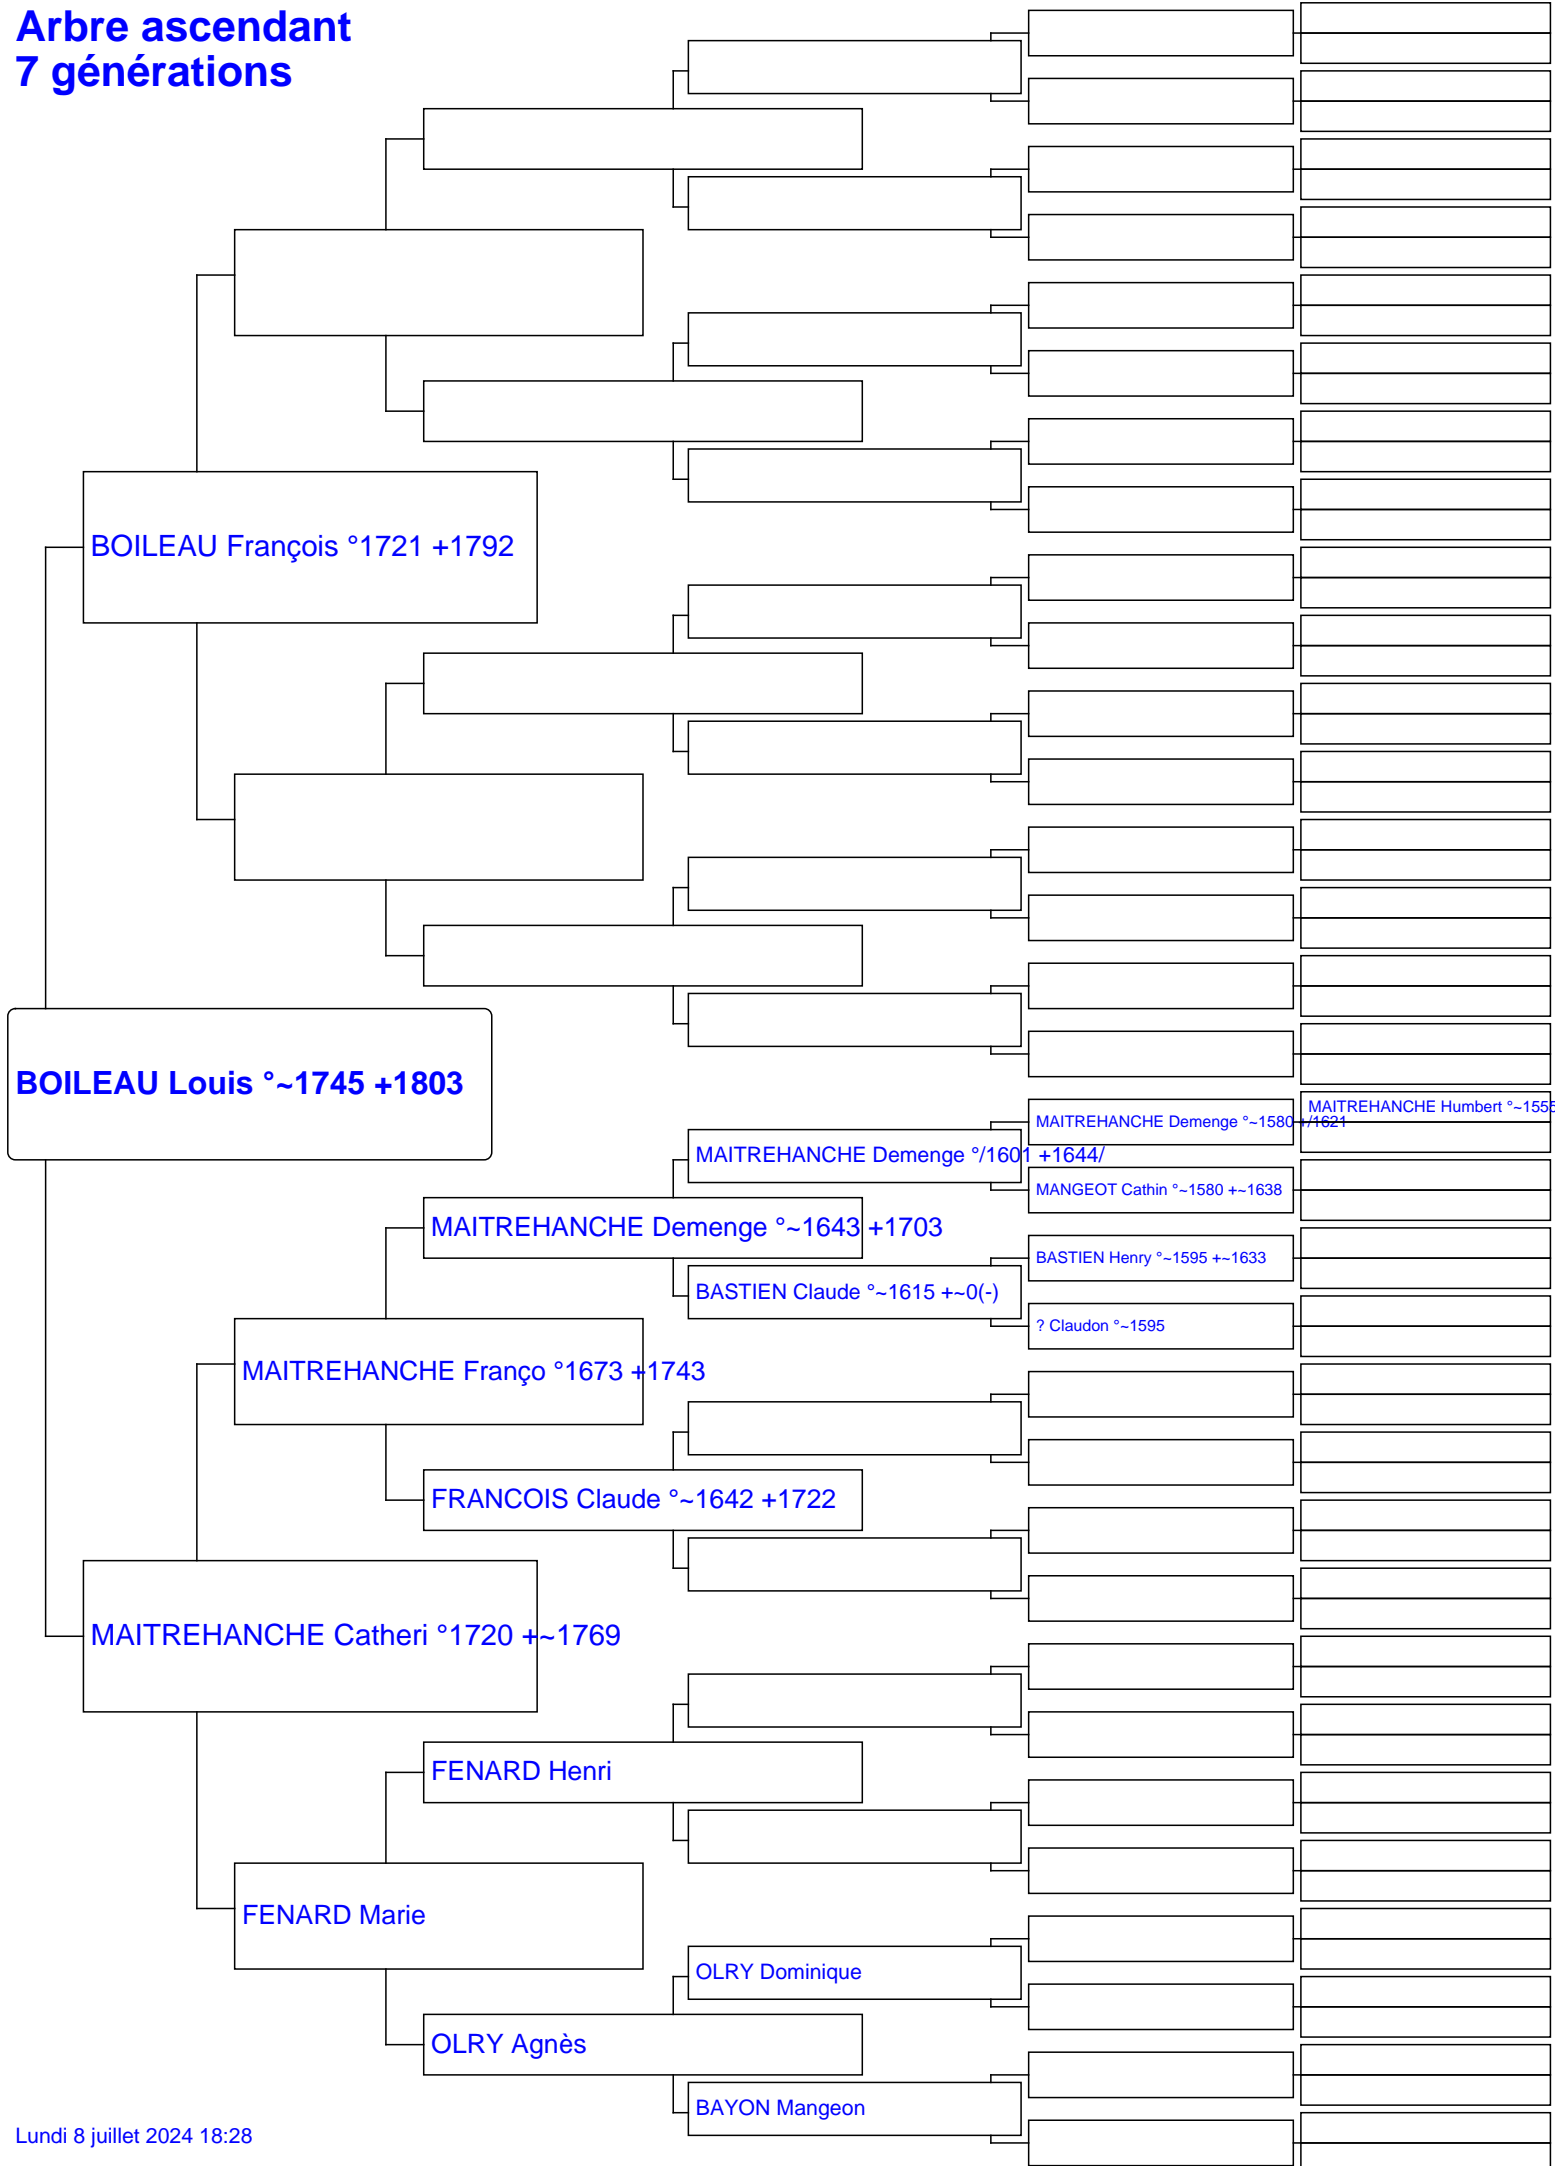 Arbre ascendant
7 générations
BOILEAU François °1721 +1792
BOILEAU Louis °~1745 +1803
MAITREHANCHE Humbert °~1555
MAITREHANCHE Demenge °~1580 +/1621
MAITREHANCHE Demenge °/1601 +1644/
MANGEOT Cathin °~1580 +~1638
MAITREHANCHE Demenge °~1643 +1703
BASTIEN Henry °~1595 +~1633
BASTIEN Claude °~1615 +~0(-)
? Claudon °~1595
MAITREHANCHE Franço °1673 +1743
FRANCOIS Claude °~1642 +1722
MAITREHANCHE Catheri °1720 +~1769
FENARD Henri
FENARD Marie
OLRY Dominique
OLRY Agnès
BAYON Mangeon
Lundi 8 juillet 2024 18:28